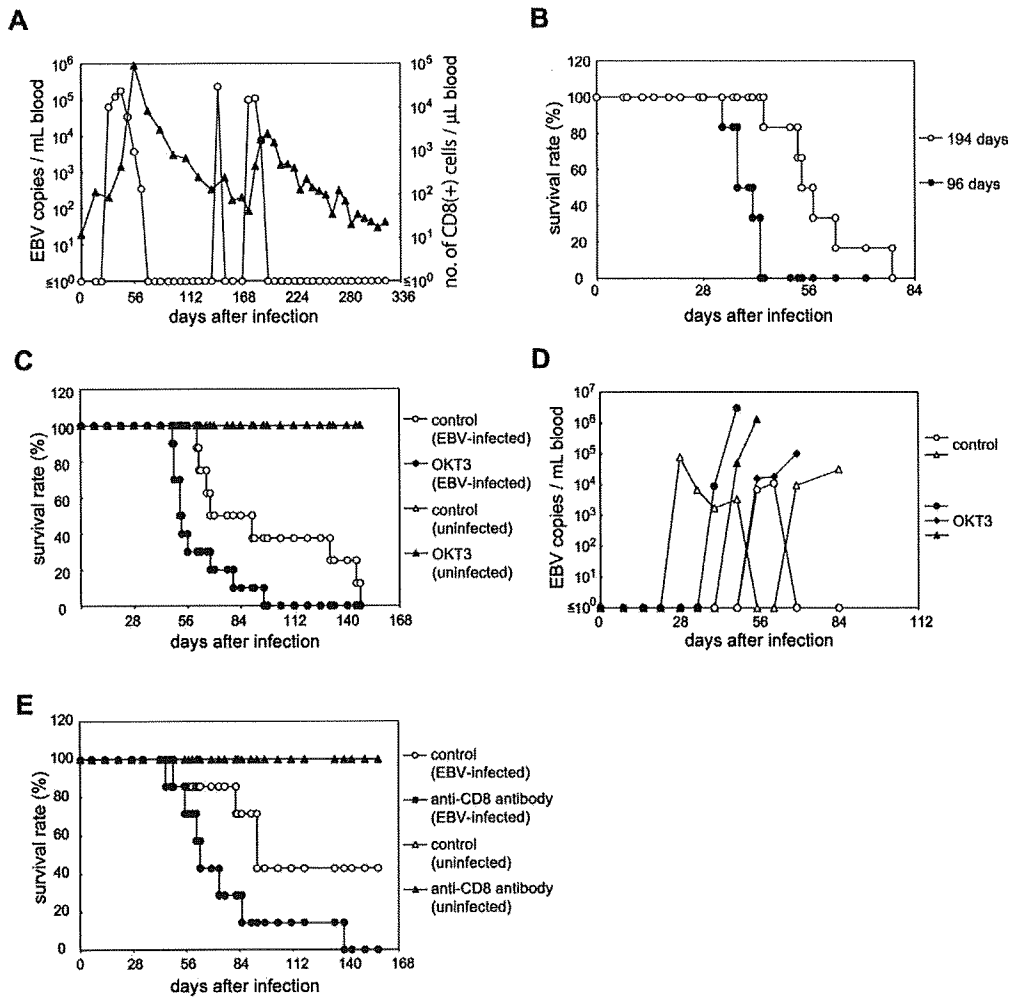 A
EBV copies / mL blood
10⁶
10⁵
10⁴
10³
10²
10¹
≤10⁰
10⁵
10⁴
10³
10²
10¹
≤10⁰
no. of CD8(+) cells / μL blood
0 56 112 168 224 280 336
days after infection
B
survival rate (%)
120
100
80
60
40
20
0
0 28 56 84
days after infection
194 days
96 days
C
survival rate (%)
120
100
80
60
40
20
0
28 56 84 112 140 168
days after infection
control
(EBV-infected)
OKT3
(EBV-infected)
control
(uninfected)
OKT3
(uninfected)
D
EBV copies / mL blood
10⁷
10⁶
10⁵
10⁴
10³
10²
10¹
≤10⁰
0 28 56 84 112
days after infection
control
OKT3
E
survival rate (%)
120
100
80
60
40
20
0
0 28 56 84 112 140 168
days after infection
control
(EBV-infected)
anti-CD8 antibody
(EBV-infected)
control
(uninfected)
anti-CD8 antibody
(uninfected)